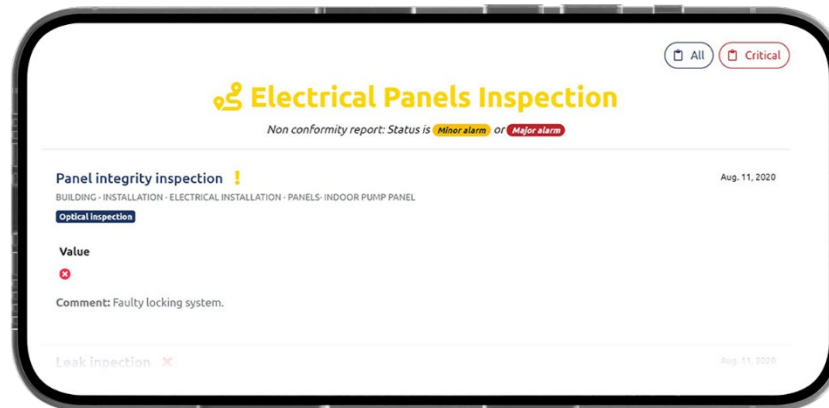 All Critical
Electrical Panels Inspection
Non conformity report: Status is Minor alarm or Major alarm
Panel integrity inspection ! Aug. 11, 2020
BUILDING - INSTALLATION - ELECTRICAL INSTALLATION - PANELS- INDOOR PUMP PANEL
Optical inspection
Value
Comment: Faulty locking system.
Leak inpection Aug. 11, 2020